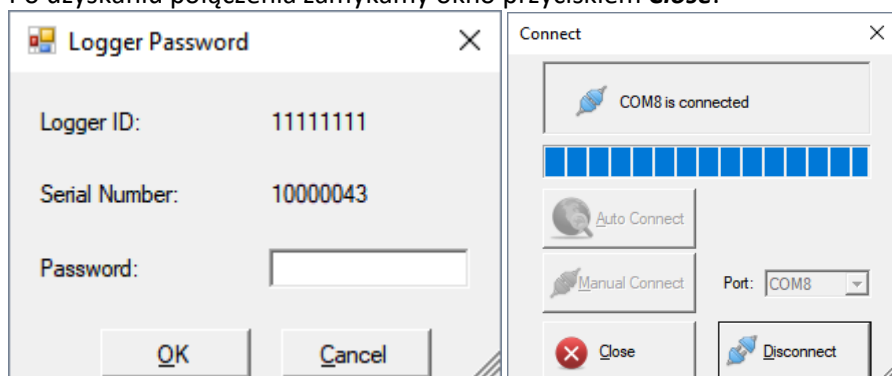 Po uzyskaniu połączenia zamykamy okno przyciskiem Close.
Logger Password
Logger ID: 11111111
Serial Number: 10000043
Password:
OK Cancel
Connect
COM8 is connected
Auto Connect
Manual Connect Port: COM8
Close Disconnect